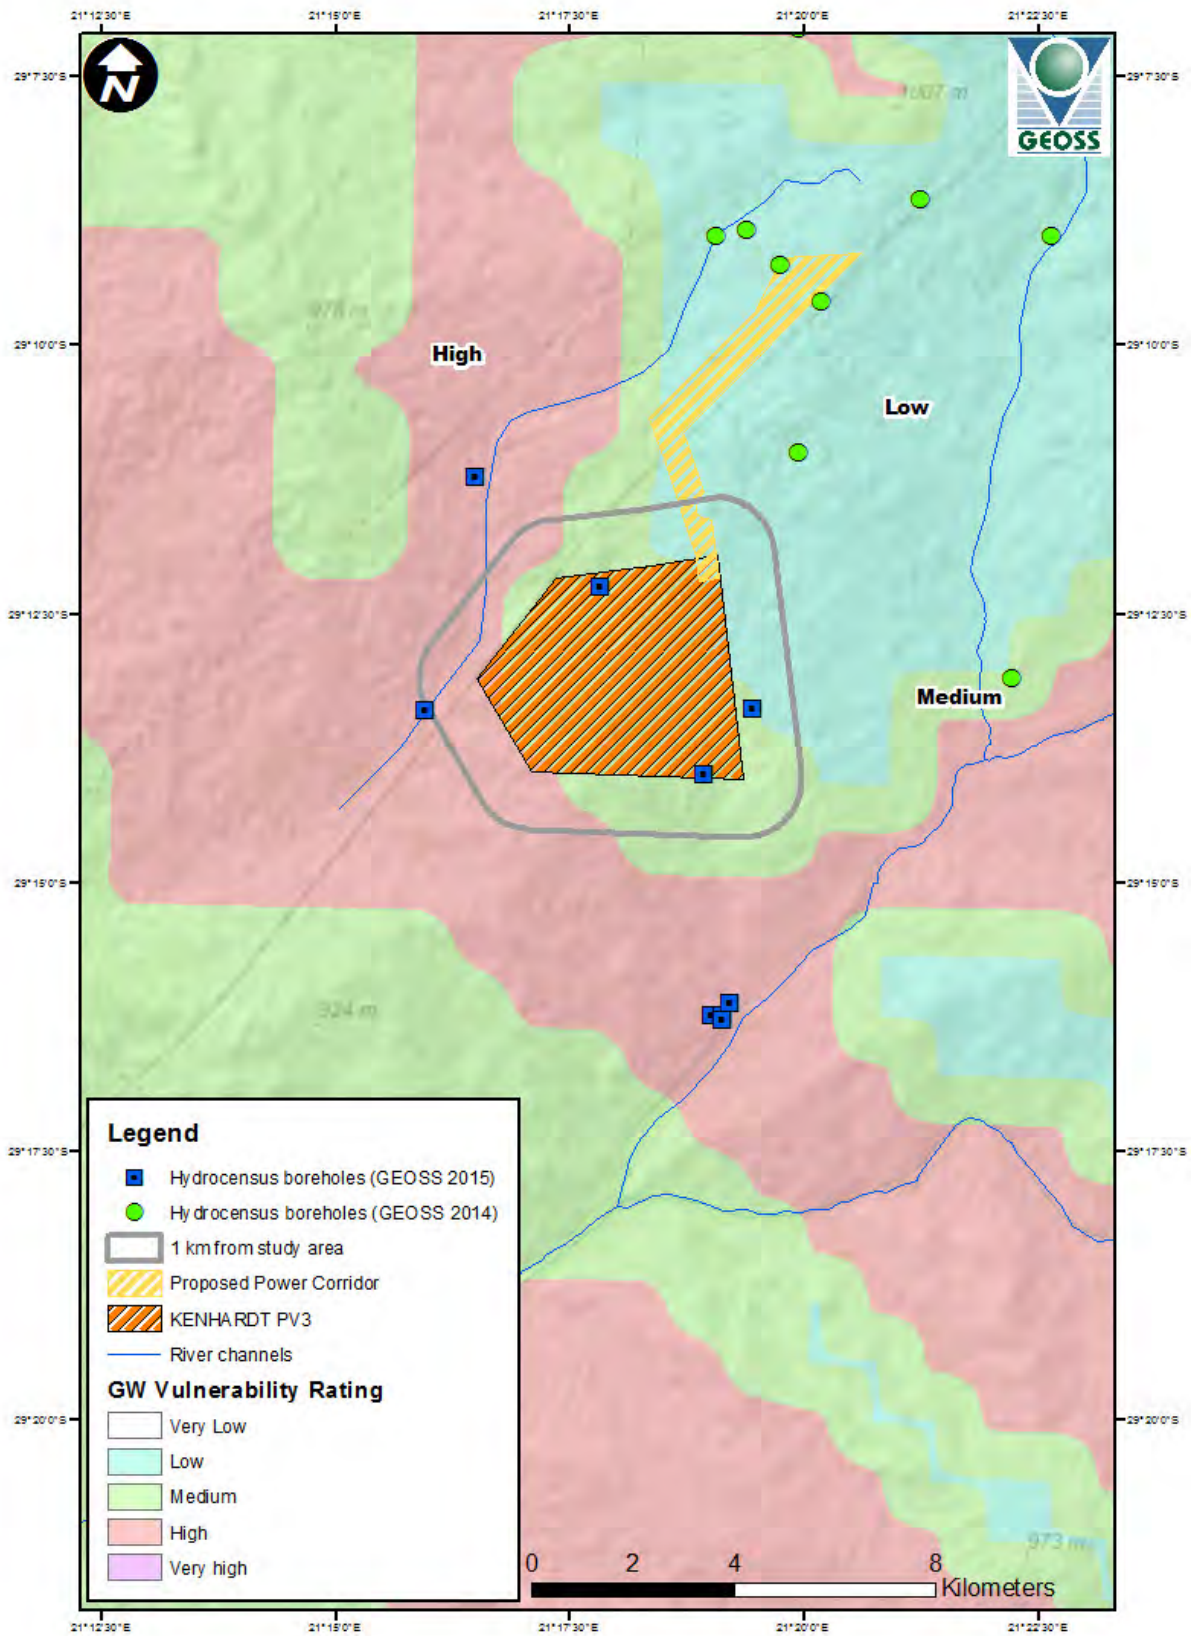 21°12'30"E 21°15'0"E 21°17'30"E 21°20'0"E 21°22'30"E
N
GEOSS
29°7'30"S 29°7'30"S
1007 m
978 m
29°10'0"S 29°10'0"S
High
Low
29°12'30"S 29°12'30"S
Medium
29°15'0"S 29°15'0"S
924 m
29°17'30"S 29°17'30"S
Legend
Hydrocensus boreholes (GEOSS 2015)
Hydrocensus boreholes (GEOSS 2014)
1 km from study area
Proposed Power Corridor
KENHARDT PV3
River channels
GW Vulnerability Rating
Very Low
Low
Medium
High
Very high
29°20'0"S 29°20'0"S
973 m
0 2 4 8
Kilometers
21°12'30"E 21°15'0"E 21°17'30"E 21°20'0"E 21°22'30"E